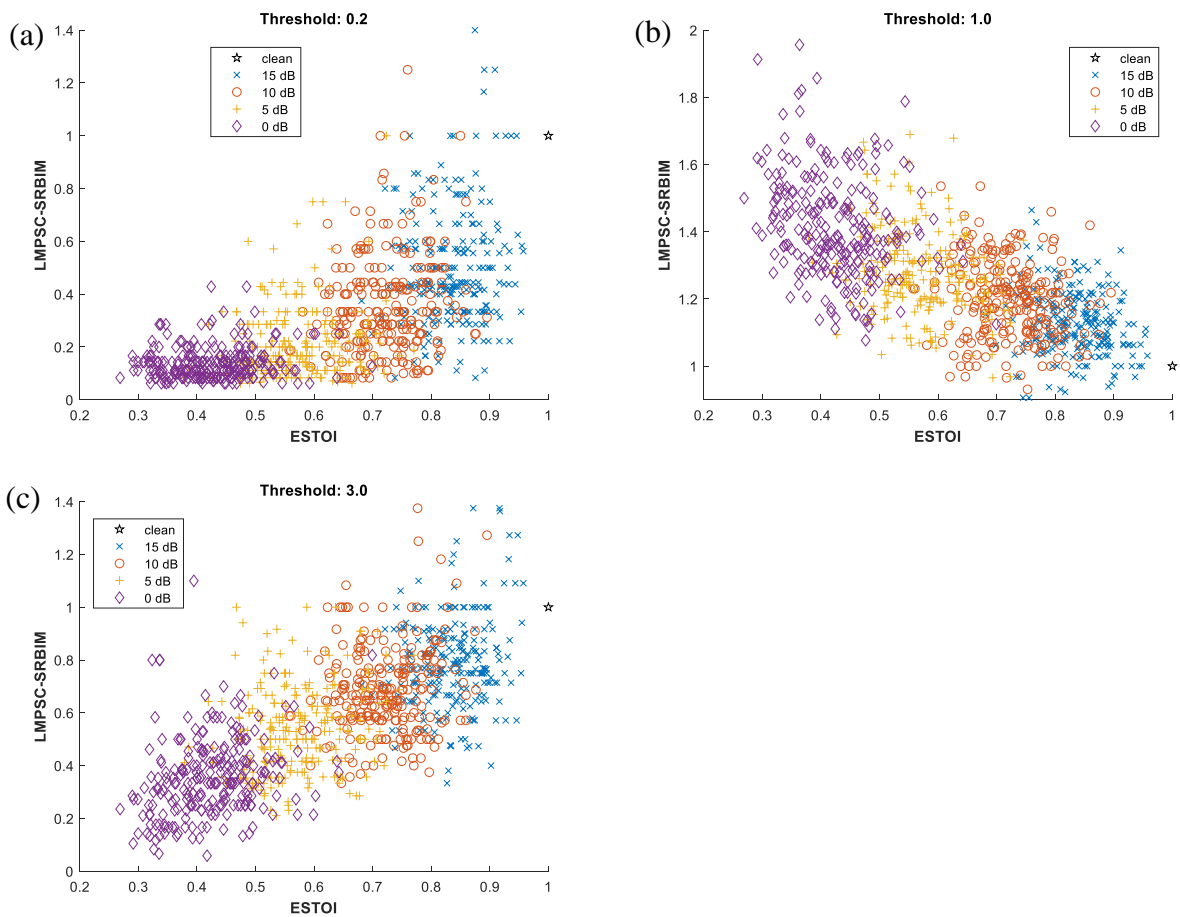 (a)
Threshold: 0.2
LMPSC-SRBIM
1.4
1.2
1
0.8
0.6
0.4
0.2
0
clean
15 dB
10 dB
5 dB
0 dB
0.2 0.3 0.4 0.5 0.6 0.7 0.8 0.9 1
ESTOI
(b)
Threshold: 1.0
LMPSC-SRBIM
2
1.8
1.6
1.4
1.2
1
clean
15 dB
10 dB
5 dB
0 dB
0.2 0.3 0.4 0.5 0.6 0.7 0.8 0.9 1
ESTOI
(c)
Threshold: 3.0
LMPSC-SRBIM
1.4
1.2
1
0.8
0.6
0.4
0.2
0
clean
15 dB
10 dB
5 dB
0 dB
0.2 0.3 0.4 0.5 0.6 0.7 0.8 0.9 1
ESTOI